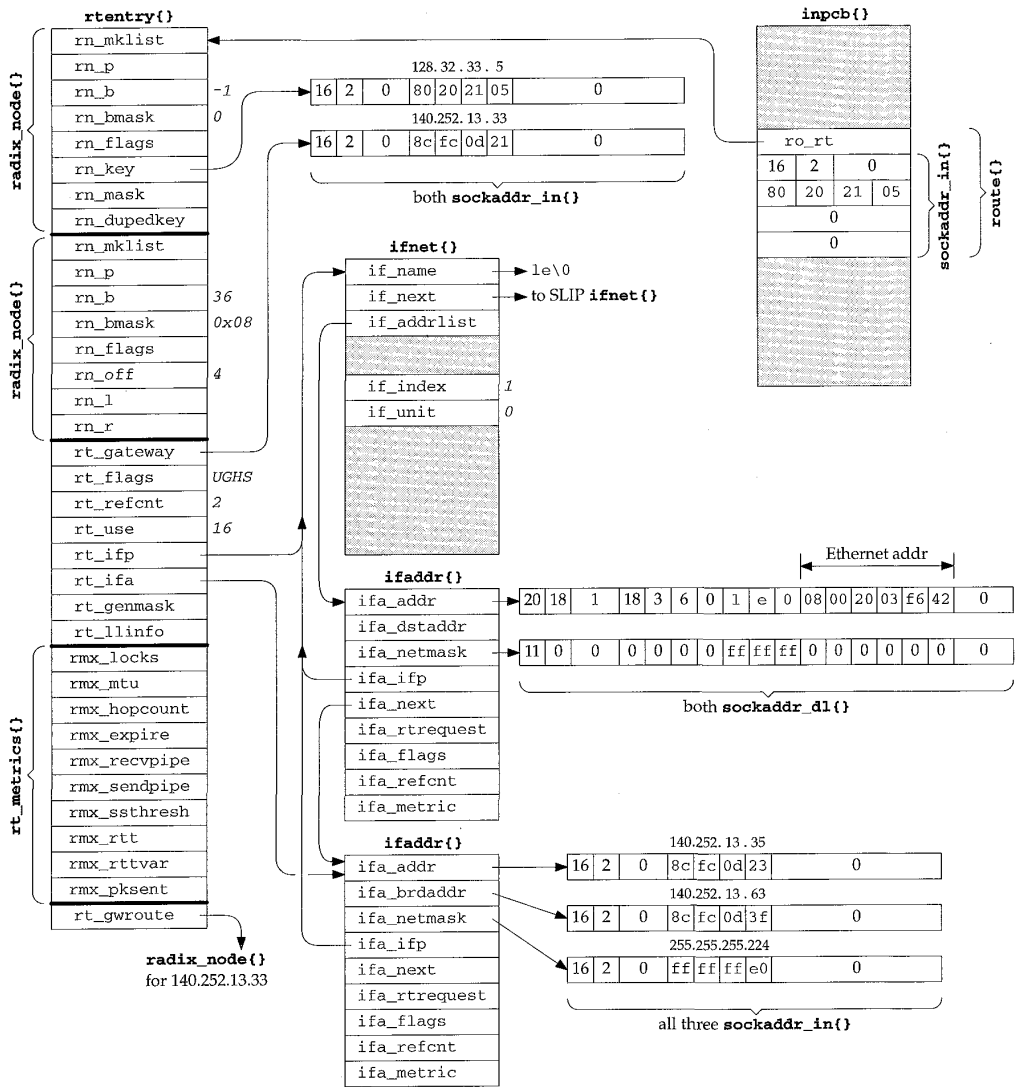 rtentry{}
rn_mklist
rn_p
rn_b -1
rn_bmask 0
rn_flags
rn_key
rn_mask
rn_dupedkey
radix_node{}
rn_mklist
rn_p
rn_b 36
rn_bmask 0x08
rn_flags
rn_off 4
rn_l
rn_r
radix_node{}
rt_gateway
rt_flags UGHS
rt_refcnt 2
rt_use 16
rt_ifp
rt_ifa
rt_genmask
rt_llinfo
rmx_locks
rmx_mtu
rmx_hopcount
rmx_expire
rmx_recvpipe
rmx_sendpipe
rmx_ssthresh
rmx_rtt
rmx_rttvar
rmx_pksent
rt_metrics{}
rt_gwroute
radix_node{}
for 140.252.13.33
128.32.33.5
16 2 0 80 20 21 05 0
140.252.13.33
16 2 0 8c fc 0d 21 0
both sockaddr_in{}
inpcb{}
ro_rt
16 2 0
80 20 21 05
0
0
sockaddr_in{}
route{}
ifnet{}
if_name le\0
if_next to SLIP ifnet{}
if_addrlist
if_index 1
if_unit 0
ifaddr{}
Ethernet addr
ifa_addr 20 18 1 18 3 6 0 l e 0 08 00 20 03 f6 42 0
ifa_dstaddr
ifa_netmask 11 0 0 0 0 0 0 ff ff ff 0 0 0 0 0 0 0
ifa_ifp
both sockaddr_dl{}
ifa_next
ifa_rtrequest
ifa_flags
ifa_refcnt
ifa_metric
ifaddr{}
140.252.13.35
ifa_addr 16 2 0 8c fc 0d 23 0
ifa_brdaddr
140.252.13.63
16 2 0 8c fc 0d 3f 0
ifa_netmask
255.255.255.224
16 2 0 ff ff ff e0 0
ifa_ifp
ifa_next
ifa_rtrequest
all three sockaddr_in{}
ifa_flags
ifa_refcnt
ifa_metric